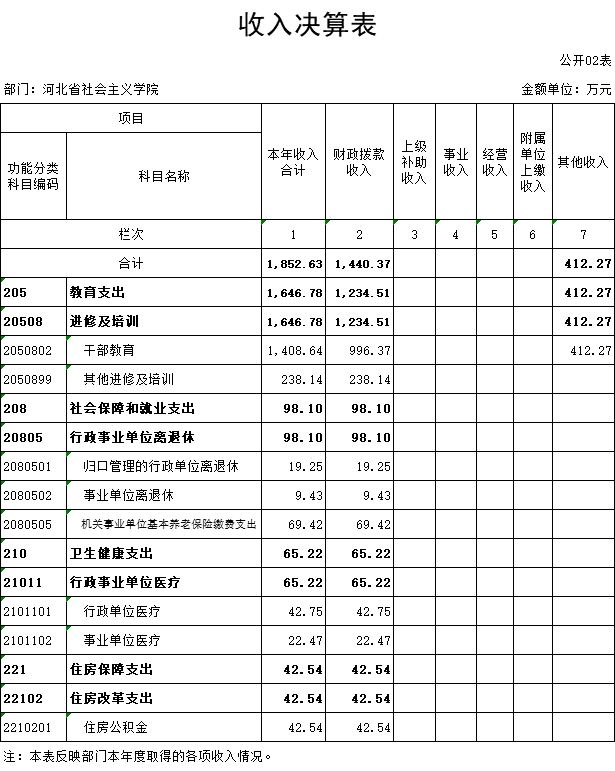 收入决算表
公开02表
部门：河北省社会主义学院 金额单位：万元
项目 本年收入合计 财政拨款收入 上级补助收入 事业收入 经营收入 附属单位上缴收入 其他收入
功能分类科目编码 科目名称
栏次 1 2 3 4 5 6 7
合计 1,852.63 1,440.37 412.27
205 教育支出 1,646.78 1,234.51 412.27
20508 进修及培训 1,646.78 1,234.51 412.27
2050802 干部教育 1,408.64 996.37 412.27
2050899 其他进修及培训 238.14 238.14
208 社会保障和就业支出 98.10 98.10
20805 行政事业单位离退休 98.10 98.10
2080501 归口管理的行政单位离退休 19.25 19.25
2080502 事业单位离退休 9.43 9.43
2080505 机关事业单位基本养老保险缴费支出 69.42 69.42
210 卫生健康支出 65.22 65.22
21011 行政事业单位医疗 65.22 65.22
2101101 行政单位医疗 42.75 42.75
2101102 事业单位医疗 22.47 22.47
221 住房保障支出 42.54 42.54
22102 住房改革支出 42.54 42.54
2210201 住房公积金 42.54 42.54
注：本表反映部门本年度取得的各项收入情况。